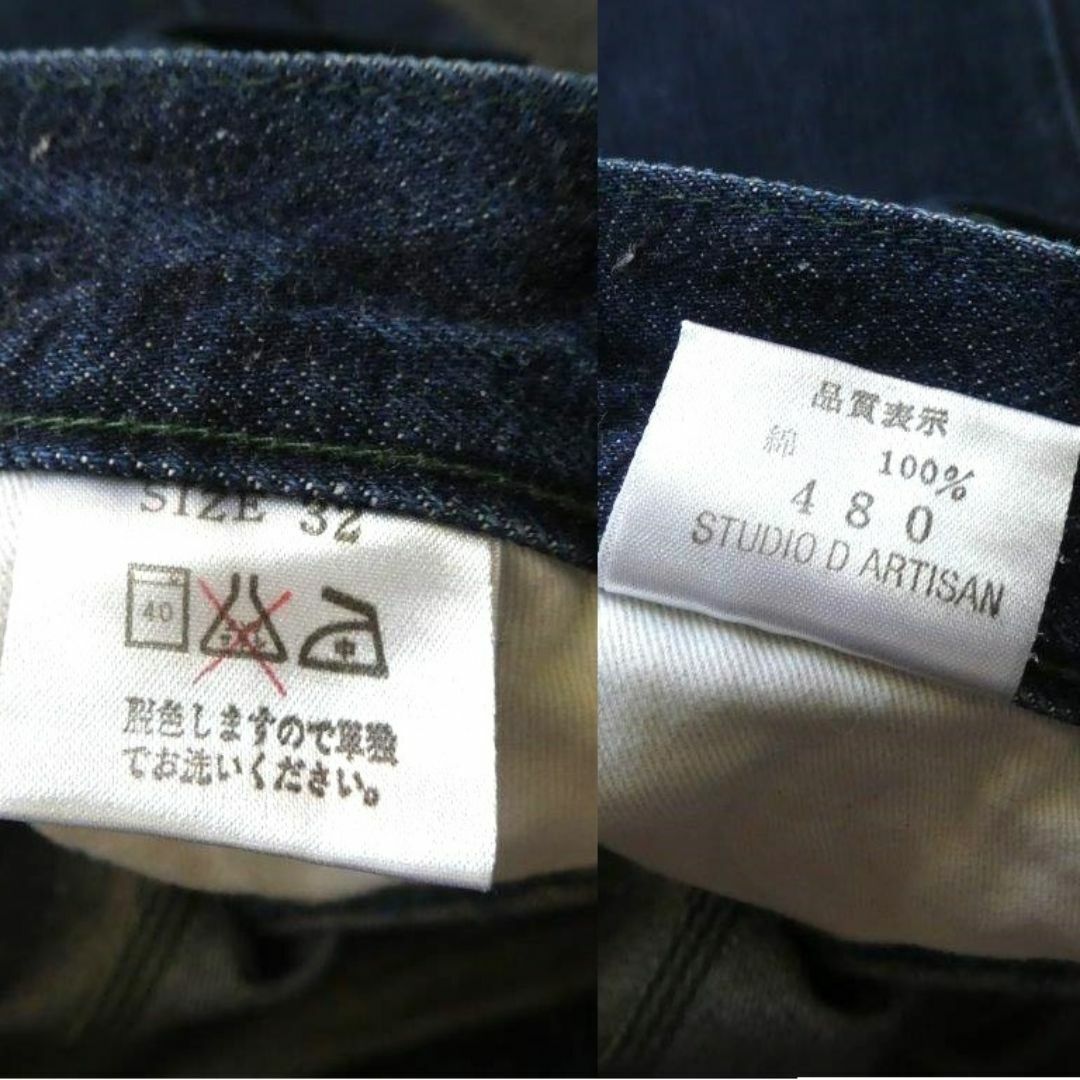 SIZE 32
40
中
脱色しますので単独
てお洗いください。
品質表示
綿 100%
480
STUDIO D ARTISAN